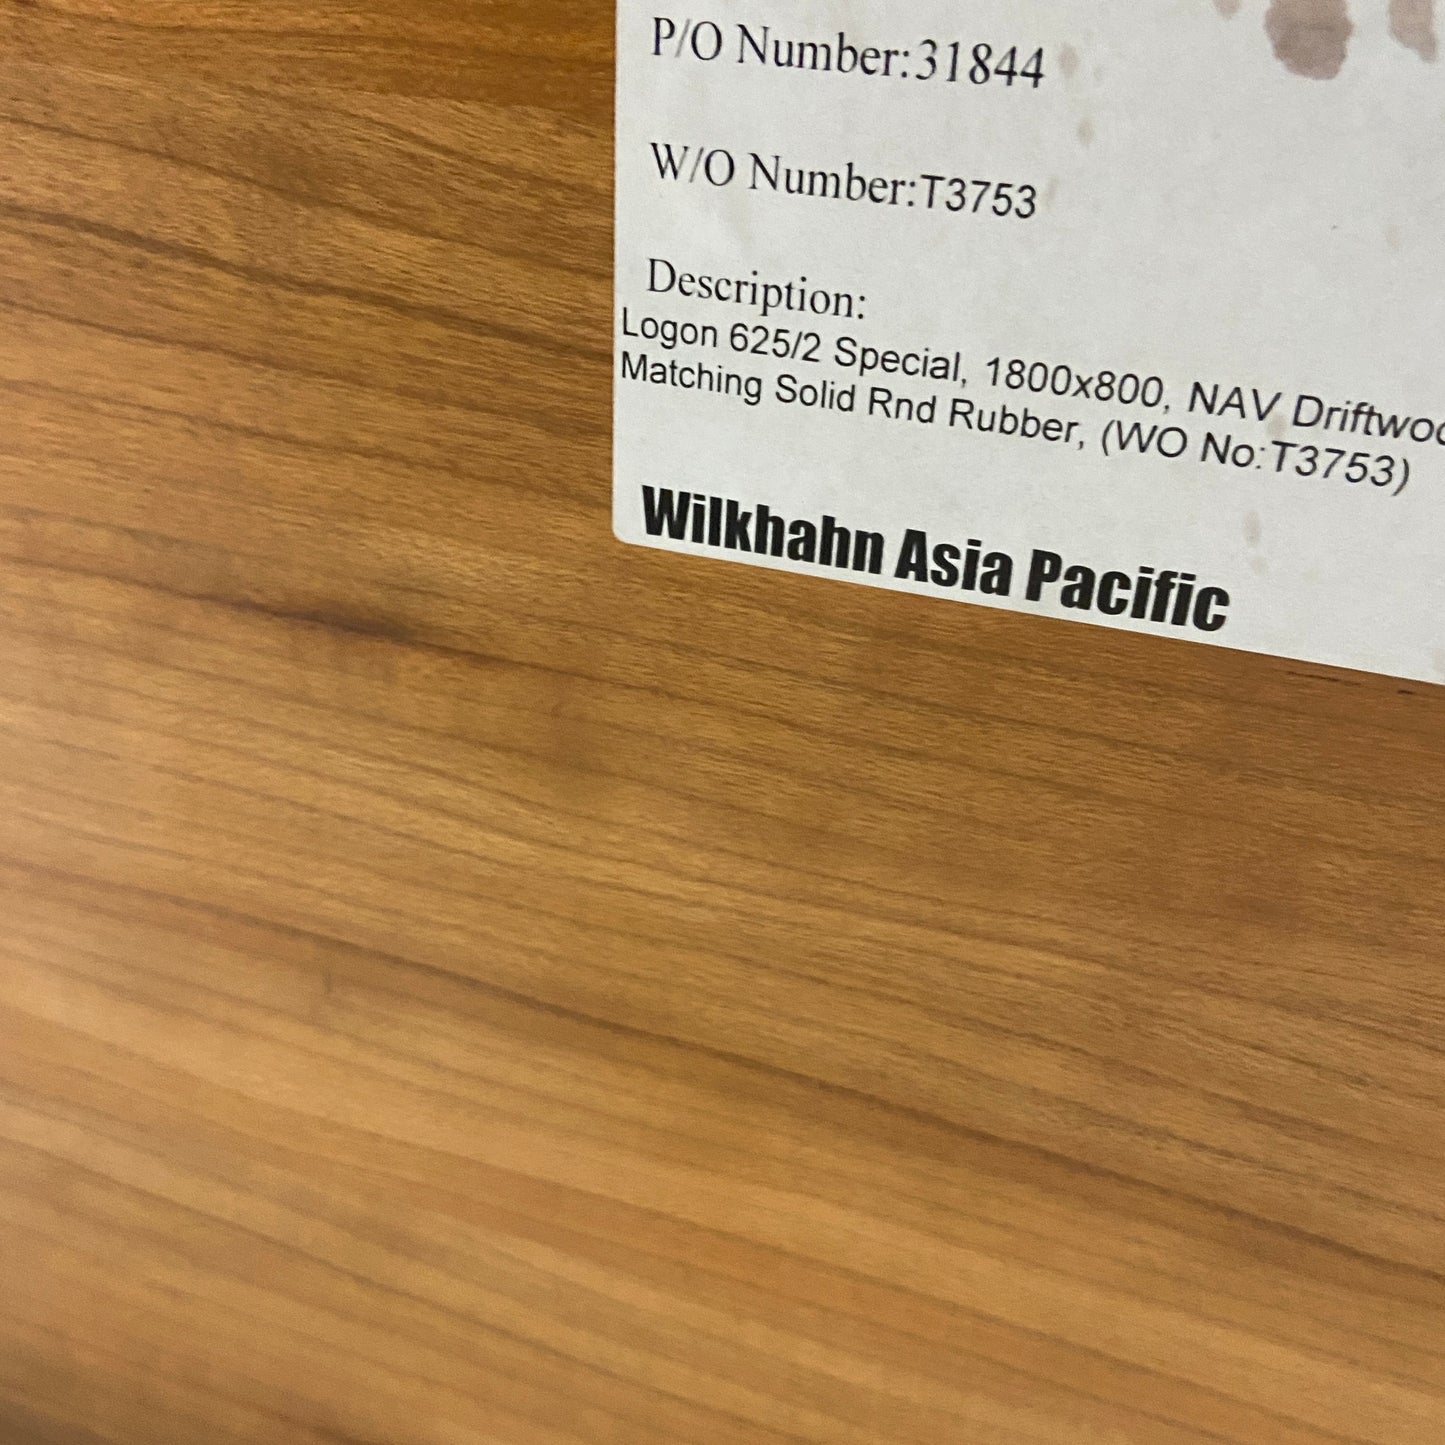 P/O Number:31844
W/O Number:T3753
Description:
Logon 625/2 Special, 1800x800, NAV
Matching Solid Rnd Rubber, (WO No:T3753)
Wilkhahn Asia Pacific